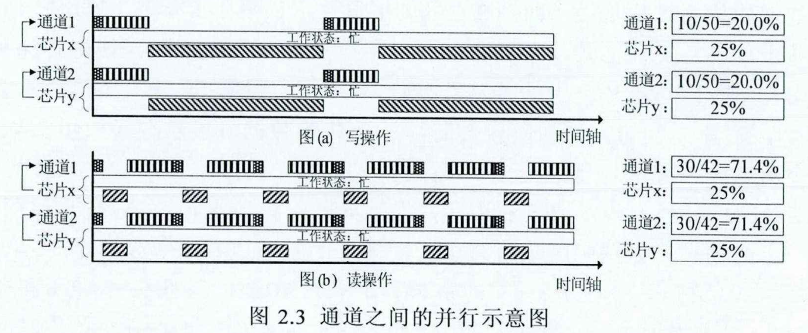 通道1
芯片x
工作状态：忙
通道2
芯片y
工作状态：忙
图(a) 写操作
时间轴
通道1: 10/50=20.0%
芯片x: 25%
通道2: 10/50=20.0%
芯片y: 25%
通道1
芯片x
工作状态：忙
通道2
芯片y
工作状态：忙
图(b) 读操作
时间轴
通道1: 30/42=71.4%
芯片x: 25%
通道2: 30/42=71.4%
芯片y: 25%
图 2.3 通道之间的并行示意图